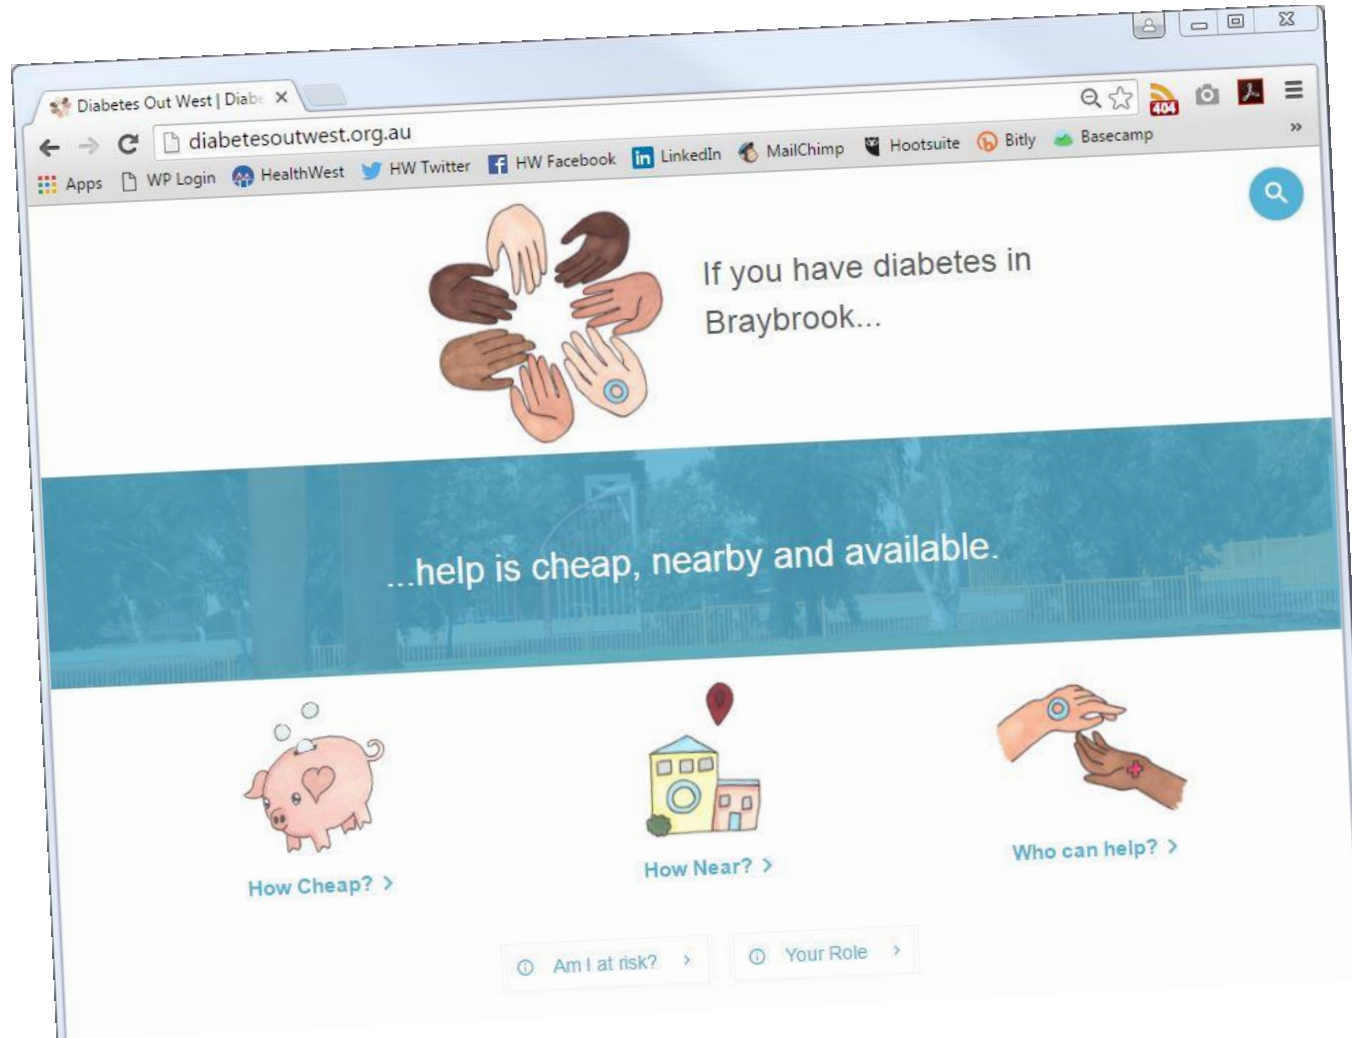 Diabetes Out West | Diabe
diabetesoutwest.org.au
404
Apps WP Login HealthWest HW Twitter HW Facebook LinkedIn MailChimp Hootsuite Bitly Basecamp
If you have diabetes in
Braybrook...
...help is cheap, nearby and available.
How Cheap? How Near? Who can help?
Am I at risk? Your Role